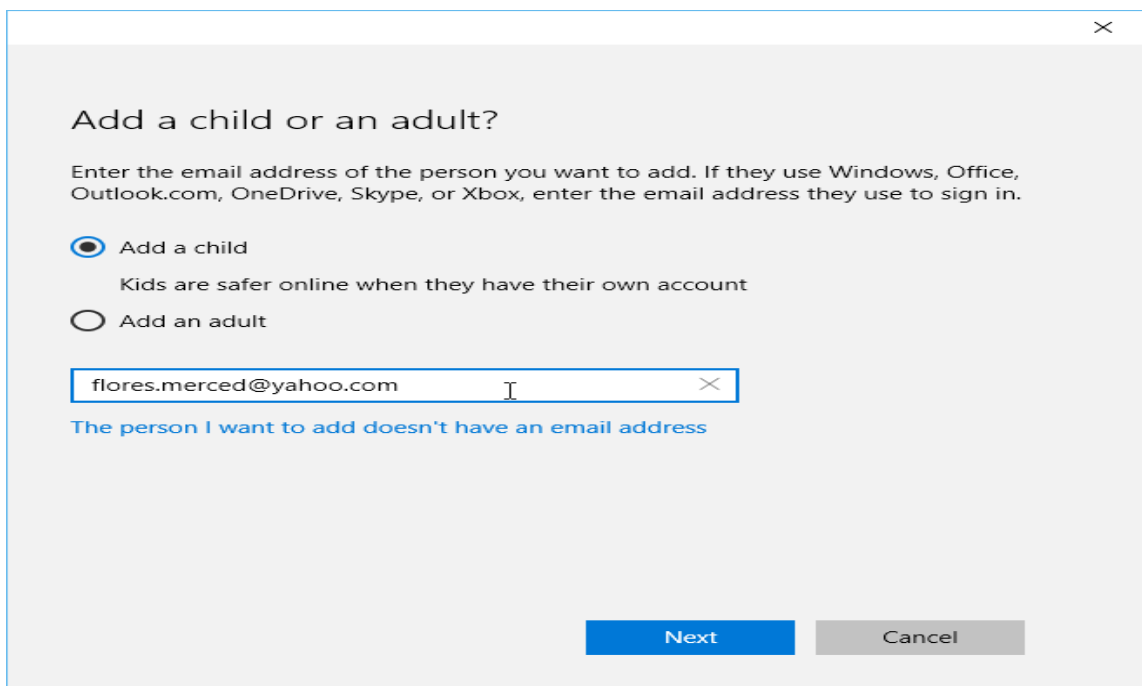 Add a child or an adult?
Enter the email address of the person you want to add. If they use Windows, Office,
Outlook.com, OneDrive, Skype, or Xbox, enter the email address they use to sign in.
Add a child
Kids are safer online when they have their own account
Add an adult
flores.merced@yahoo.com
The person I want to add doesn't have an email address
Next Cancel